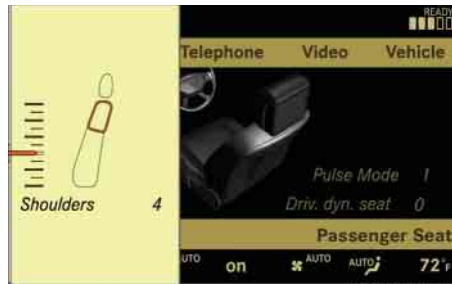 READY
Telephone Video Vehicle
Pulse Mode 1
Shoulders 4
Driv. dyn. seat 0
Passenger Seat
AUTO on AUTO AUTO 72°F